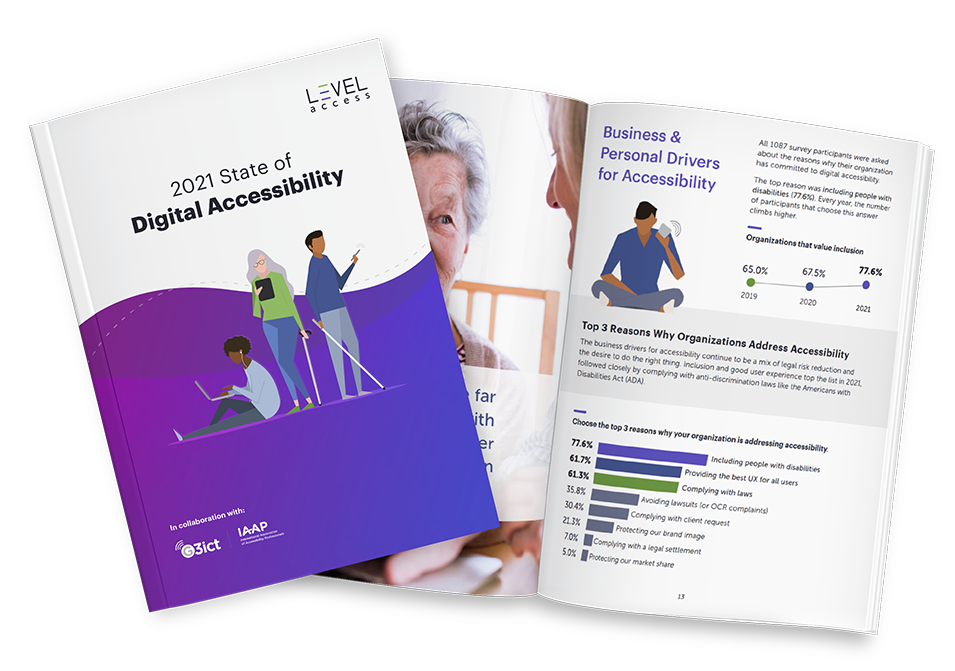 LEVEL
access
2021 State of
Digital Accessibility
In collaboration with:
G3ict
IAAP
International Association
of Accessibility Professionals
far
ith
er
n
Business &
Personal Drivers
for Accessibility
All 1087 survey participants were asked
about the reasons why their organization
has committed to digital accessibility.
The top reason was including people with
disabilities (77.6%). Every year, the number
of participants that choose this answer
climbs higher.
Organizations that value inclusion
65.0%
67.5%
77.6%
2019
2020
2021
Top 3 Reasons Why Organizations Address Accessibility
The business drivers for accessibility continue to be a mix of legal risk reduction and
the desire to do the right thing. Inclusion and good user experience top the list in 2021,
followed closely by complying with anti-discrimination laws like the Americans with
Disabilities Act (ADA).
Choose the top 3 reasons why your organization is addressing accessibility.
77.6% Including people with disabilities
61.7% Providing the best UX for all users
61.3% Complying with laws
35.8% Avoiding lawsuits (or OCR complaints)
30.4% Complying with client request
21.3% Protecting our brand image
7.0% Complying with a legal settlement
5.0% Protecting our market share
13